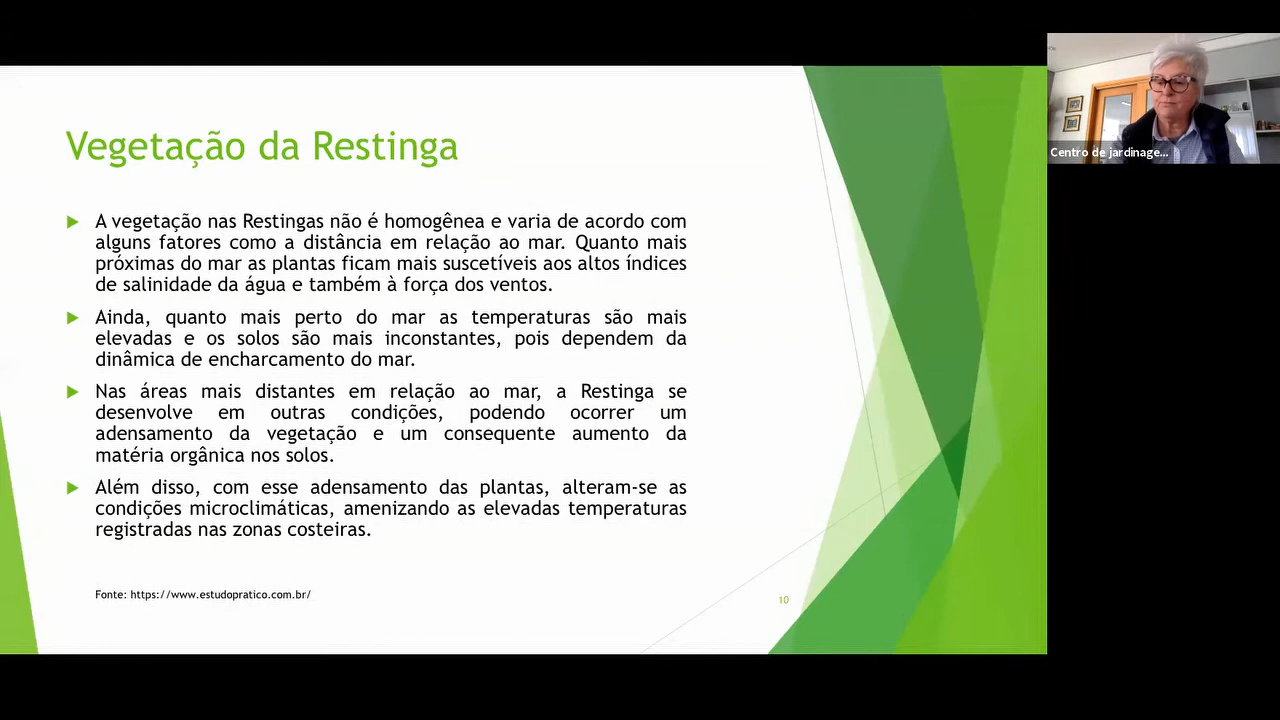 Vegetação da Restinga
A vegetação nas Restingas não é homogênea e varia de acordo com
alguns fatores como a distância em relação ao mar. Quanto mais
próximas do mar as plantas ficam mais suscetíveis aos altos índices
de salinidade da água e também à força dos ventos.
Ainda, quanto mais perto do mar as temperaturas são mais
elevadas e os solos são mais inconstantes, pois dependem da
dinâmica de encharcamento do mar.
Nas áreas mais distantes em relação ao mar, a Restinga se
desenvolve em outras condições, podendo ocorrer um
adensamento da vegetação e um consequente aumento da
matéria orgânica nos solos.
Além disso, com esse adensamento das plantas, alteram-se as
condições microclimáticas, amenizando as elevadas temperaturas
registradas nas zonas costeiras.
Fonte: https://www.estudopratico.com.br/
10
Centro de jardinage...